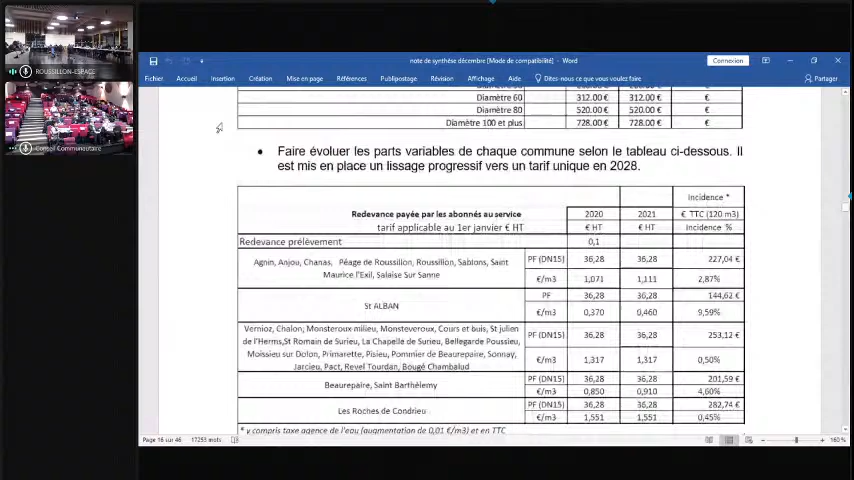 note de synthèse décembre [Mode de compatibilité] - Word
Connexion
Fichier Accueil Insertion Création Mise en page Références Publipostage Révision Affichage Aide Dites-nous ce que vous voulez faire Partager
ROUSSILLON-ESPACE
Conseil Communautaire
Diamètre 60 312.00 € 312.00 € €
Diamètre 80 520.00 € 520.00 € €
Diamètre 100 et plus 728.00 € 728.00 € €
• Faire évoluer les parts variables de chaque commune selon le tableau ci-dessous. Il
est mis en place un lissage progressif vers un tarif unique en 2028.
Incidence *
Redevance payée par les abonnés au service 2020 2021 € TTC (120 m3)
tarif applicable au 1er janvier € HT € HT € HT Incidence %
Redevance prélèvement 0,1
Agnin, Anjou, Chanas, Péage de Roussillon, Roussillon, Sablons, Saint
Maurice l'Exil, Salaise Sur Sanne
PF (DN15) 36,28 36,28 227,04 €
€/m3 1,071 1,111 2,87%
St ALBAN
PF 36,28 36,28 144,62 €
€/m3 0,370 0,460 9,59%
Vernioz, Chalon, Monsteroux milieu, Monsteveroux, Cours et buis, St julien
de l'Herms,St Romain de Surieu, La Chapelle de Surieu, Bellegarde Poussieu,
Moissieu sur Dolon, Primarette, Pisieu, Pommier de Beaurepaire, Sonnay,
Jarcieu, Pact, Revel Tourdan, Bougé Chambalud
PF (DN15) 36,28 36,28 253,12 €
€/m3 1,317 1,317 0,50%
Beaurepaire, Saint Barthélemy
PF (DN15) 36,28 36,28 201,59 €
€/m3 0,850 0,910 4,60%
Les Roches de Condrieu
PF (DN15) 36,28 36,28 282,74 €
€/m3 1,551 1,551 0,45%
* y compris taxe agence de l'eau (augmentation de 0,01 €/m3) et en TTC
Page 16 sur 46 17253 mots 160 %